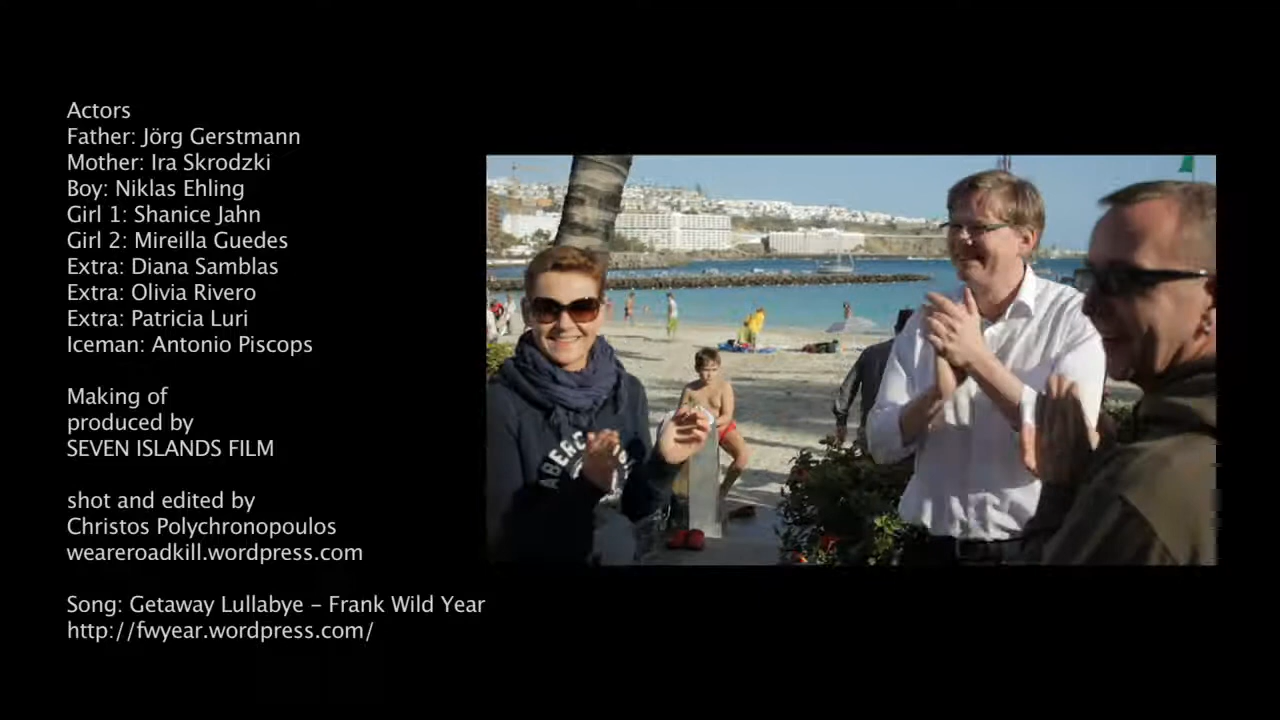 Actors
Father: Jörg Gerstmann
Mother: Ira Skrodzki
Boy: Niklas Ehling
Girl 1: Shanice Jahn
Girl 2: Mireilla Guedes
Extra: Diana Samblas
Extra: Olivia Rivero
Extra: Patricia Luri
Iceman: Antonio Piscops
Making of
produced by
SEVEN ISLANDS FILM
shot and edited by
Christos Polychronopoulos
weareroadkill.wordpress.com
Song: Getaway Lullabye – Frank Wild Year
http://fwyear.wordpress.com/